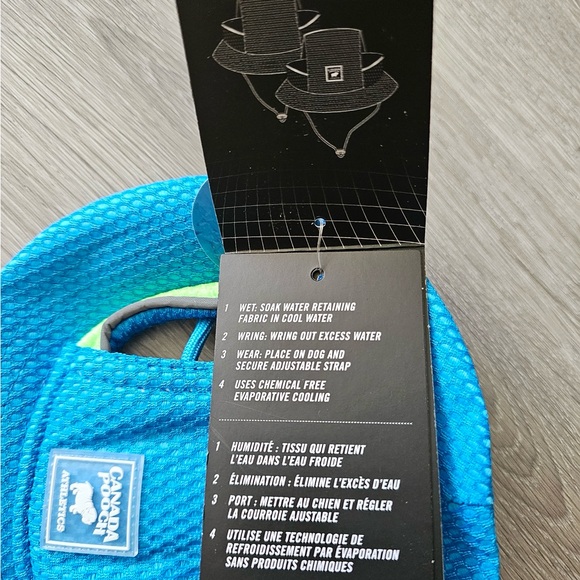 1 WET: SOAK WATER RETAINING
FABRIC IN COOL WATER
2 WRING: WRING OUT EXCESS WATER
3 WEAR: PLACE ON DOG AND
SECURE ADJUSTABLE STRAP
4 USES CHEMICAL FREE
EVAPORATIVE COOLING
1 HUMIDITÉ : TISSU QUI RETIENT
L'EAU DANS L'EAU FROIDE
2 ÉLIMINATION : ÉLIMINE L'EXCÈS D'EAU
3 PORT : METTRE AU CHIEN ET RÉGLER
LA COURROIE AJUSTABLE
4 UTILISE UNE TECHNOLOGIE DE
REFROIDISSEMENT PAR ÉVAPORATION
SANS PRODUITS CHIMIQUES
CANADA
POOCH
ATHLETICS